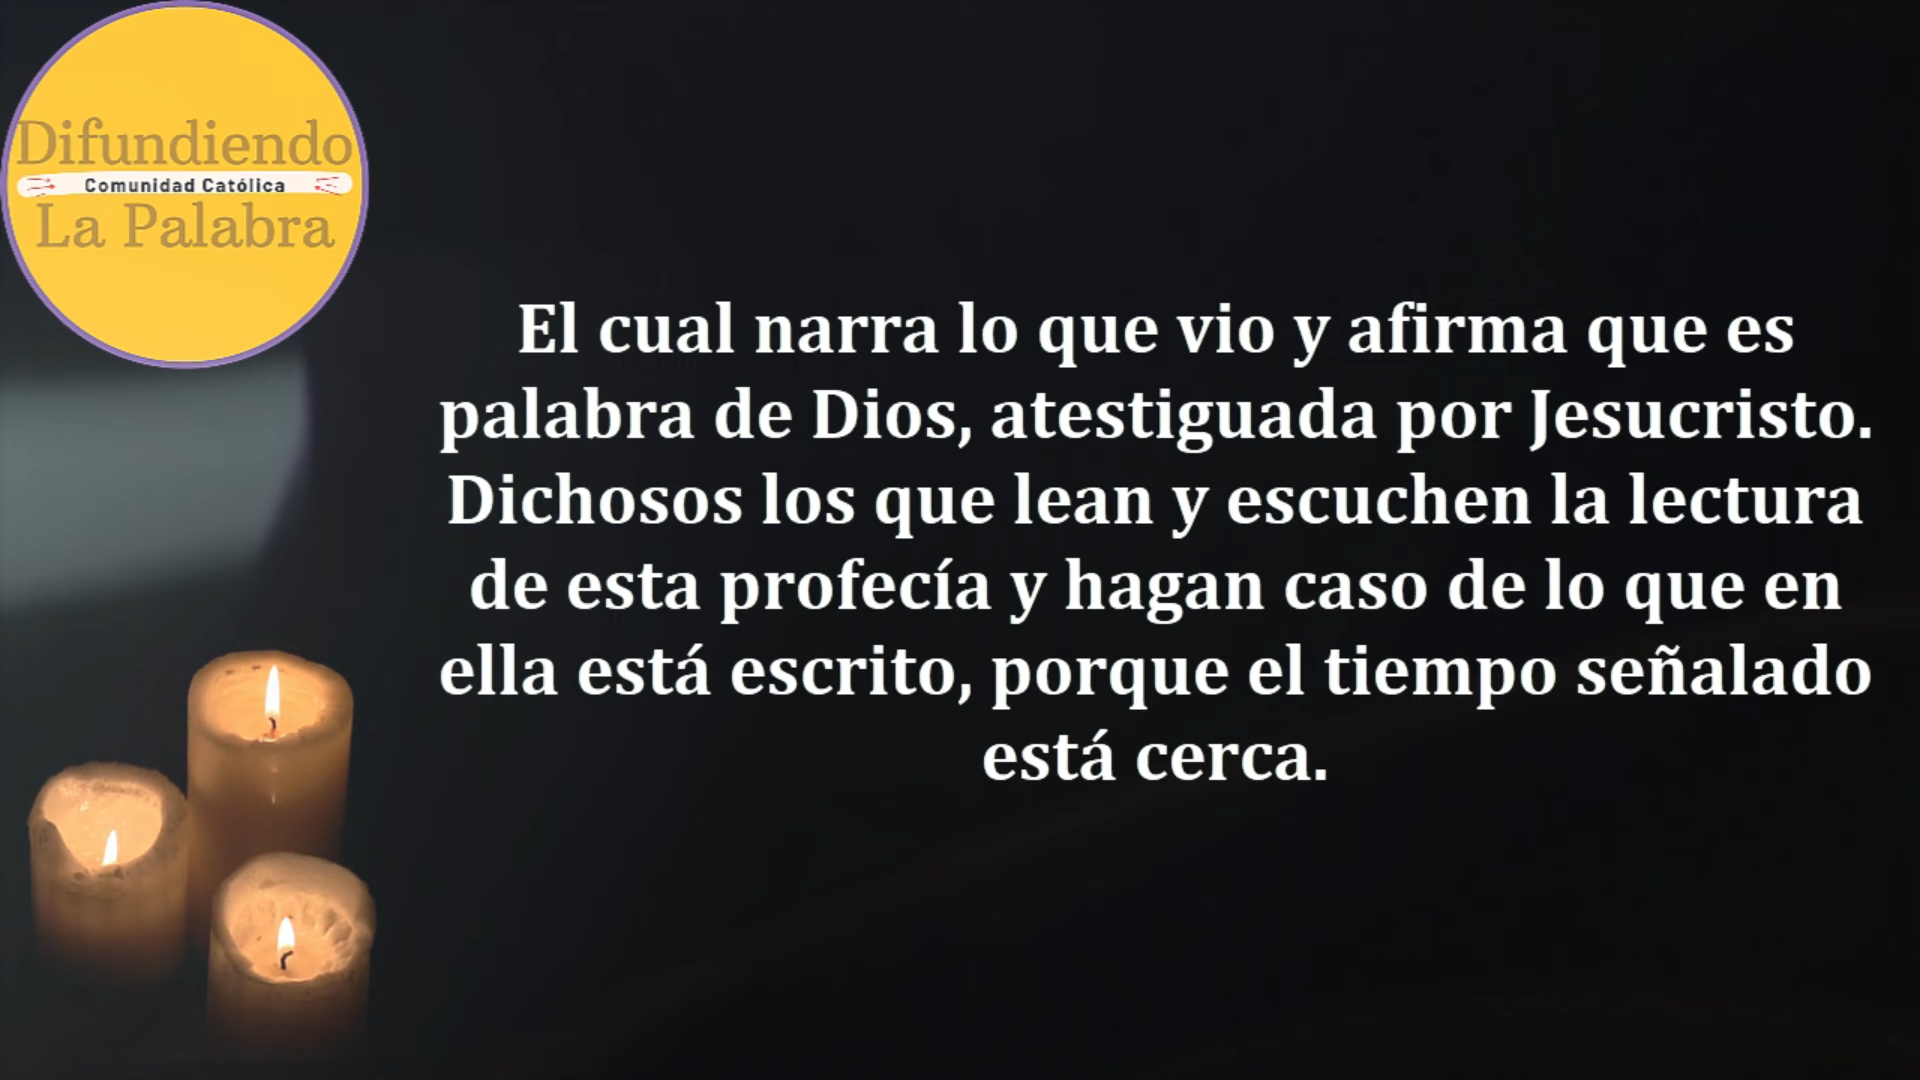 Difundiendo
Comunidad Católica
La Palabra
El cual narra lo que vio y afirma que es
palabra de Dios, atestiguada por Jesucristo.
Dichosos los que lean y escuchen la lectura
de esta profecía y hagan caso de lo que en
ella está escrito, porque el tiempo señalado
está cerca.